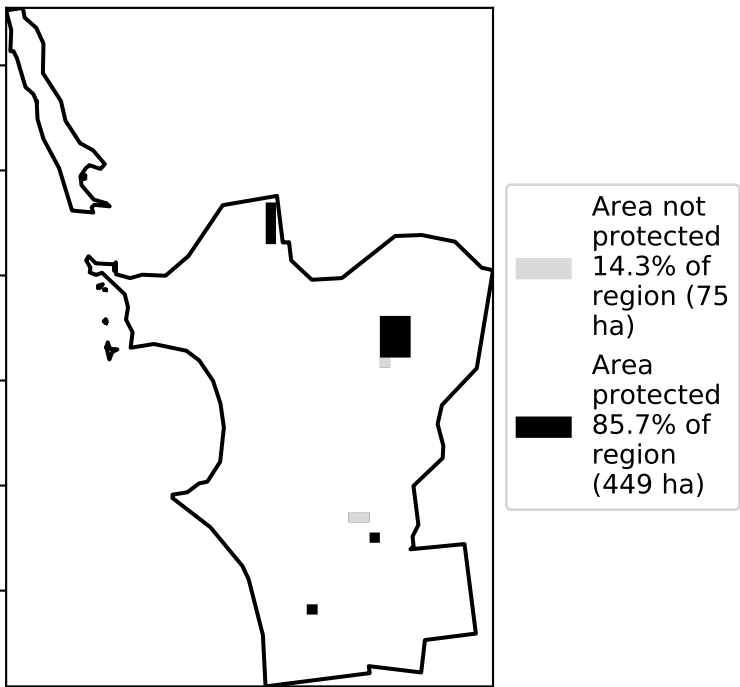 Area not
protected
14.3% of
region (75
ha)
Area
protected
85.7% of
region
(449 ha)